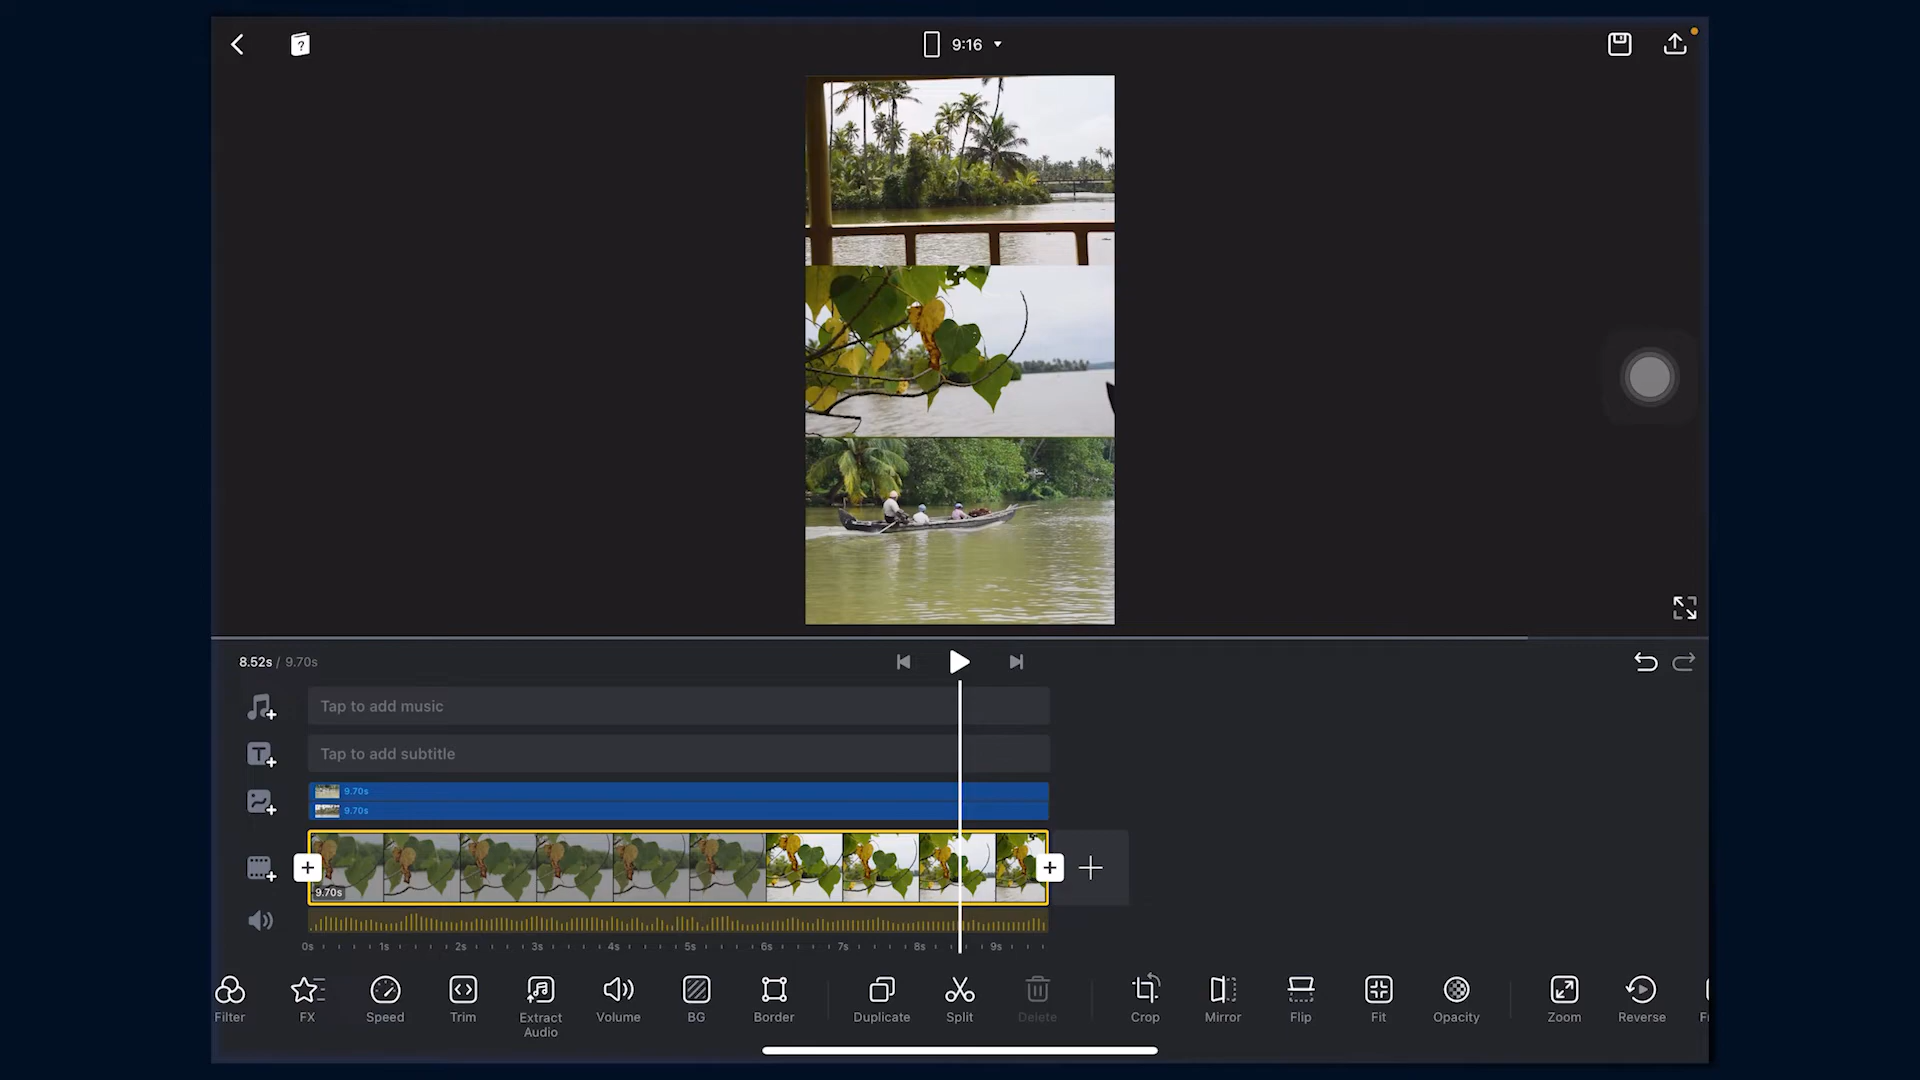 ?
9:16
8.52s / 9.70s
Tap to add music
T
Tap to add subtitle
9.70s
9.70s
9.70s
0s 1s 2s 3s 4s 5s 6s 7s 8s 9s
Filter FX Speed Trim Extract Audio Volume BG Border Duplicate Split Delete Crop Mirror Flip Fit Opacity Zoom Reverse